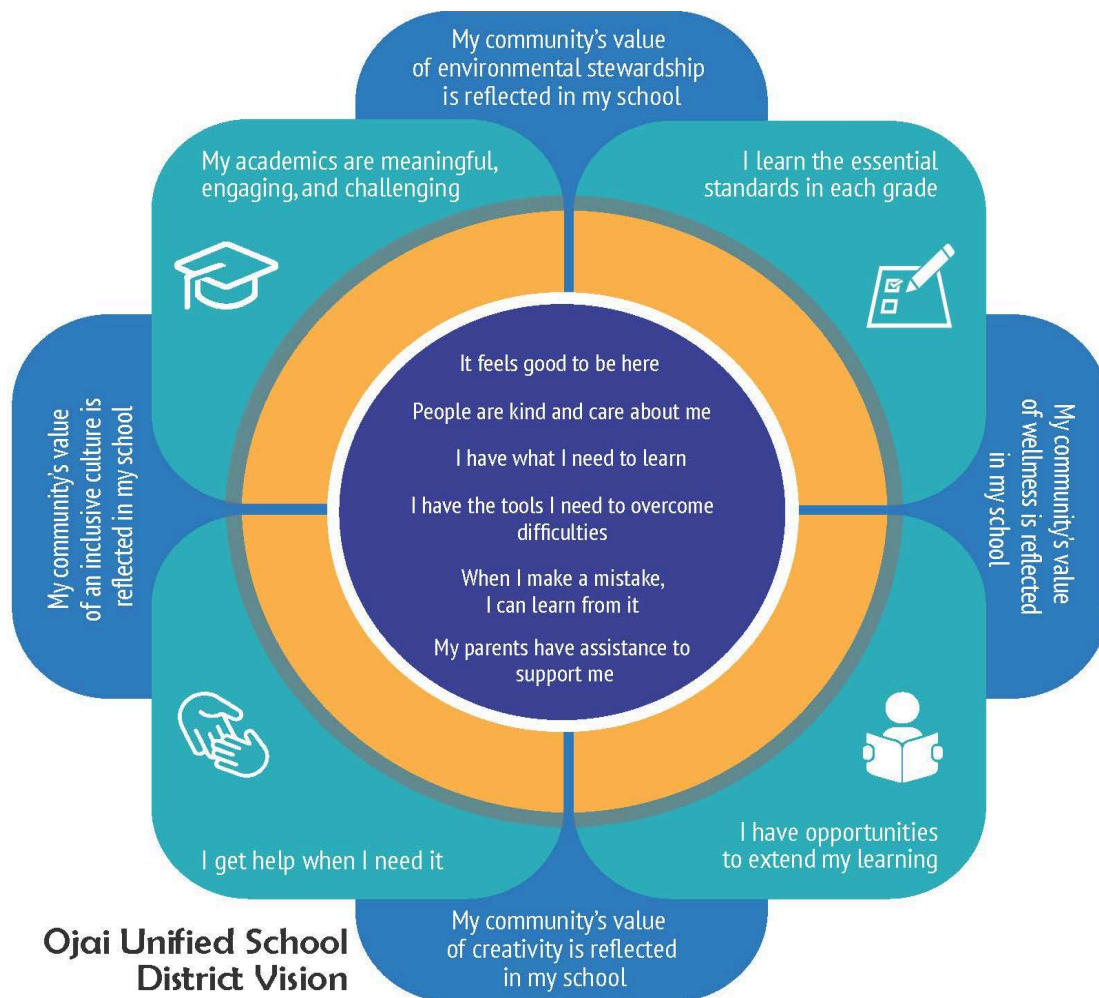 My community's value
of environmental stewardship
is reflected in my school
My academics are meaningful,
engaging, and challenging
I learn the essential
standards in each grade
My community's value
of an inclusive culture is
reflected in my school
It feels good to be here
People are kind and care about me
I have what I need to learn
I have the tools I need to overcome
difficulties
When I make a mistake,
I can learn from it
My parents have assistance to
support me
My community's value
of wellmess is reflected
in my school
I get help when I need it
I have opportunities
to extend my learning
My community's value
of creativity is reflected
in my school
Ojai Unified School
District Vision